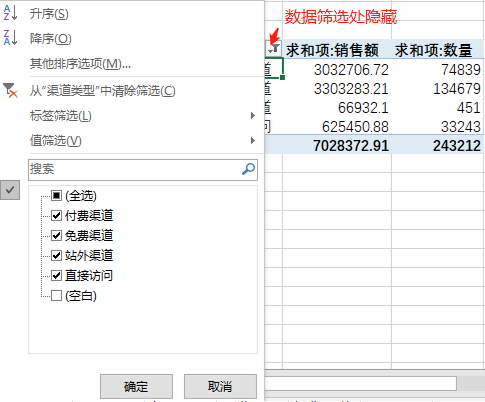 升序(S)
降序(O)
其他排序选项(M)...
从“渠道类型”中清除筛选(C)
标签筛选(L)
值筛选(V)
搜索
(全选)
付费渠道
免费渠道
站外渠道
直接访问
(空白)
确定 取消
数据筛选处隐藏
求和项:销售额 求和项:数量
道 3032706.72 74839
道 3303283.21 134679
道 66932.1 451
问 625450.88 33243
7028372.91 243212